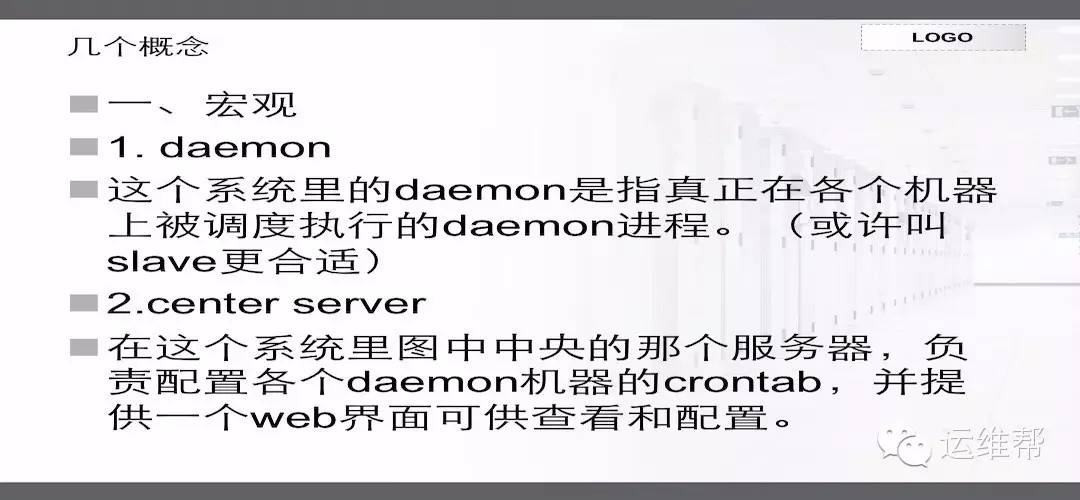 几个概念
LOGO
一、宏观
1. daemon
这个系统里的daemon是指真正在各个机器
上被调度执行的daemon进程。（或许叫
slave更合适）
2.center server
在这个系统里图中中央的那个服务器，负
责配置各个daemon机器的crontab，并提
供一个web界面可供查看和配置。
运维帮